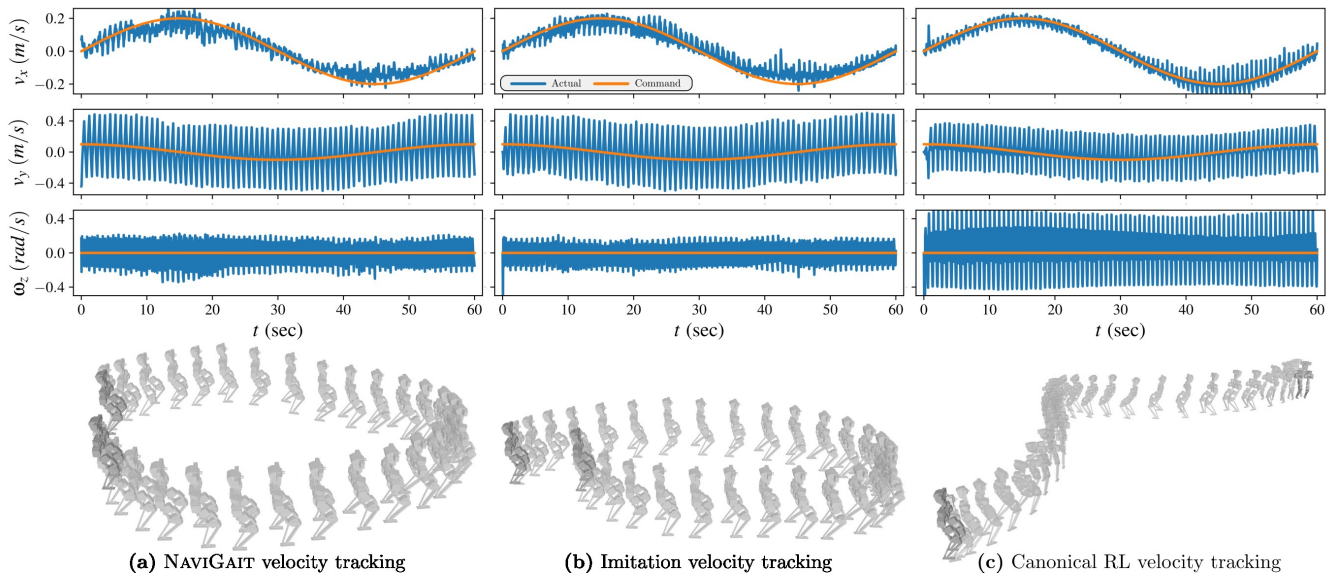 0.2
0.0
−0.2
v_x (m/s)
Actual
Command
0.4
0.0
−0.4
v_y (m/s)
0.4
0.0
−0.4
ω_z (rad/s)
0 10 20 30 40 50 60
0 10 20 30 40 50 60
0 10 20 30 40 50 60
t (sec)
t (sec)
t (sec)
(a) NAVIGAIT velocity tracking
(b) Imitation velocity tracking
(c) Canonical RL velocity tracking